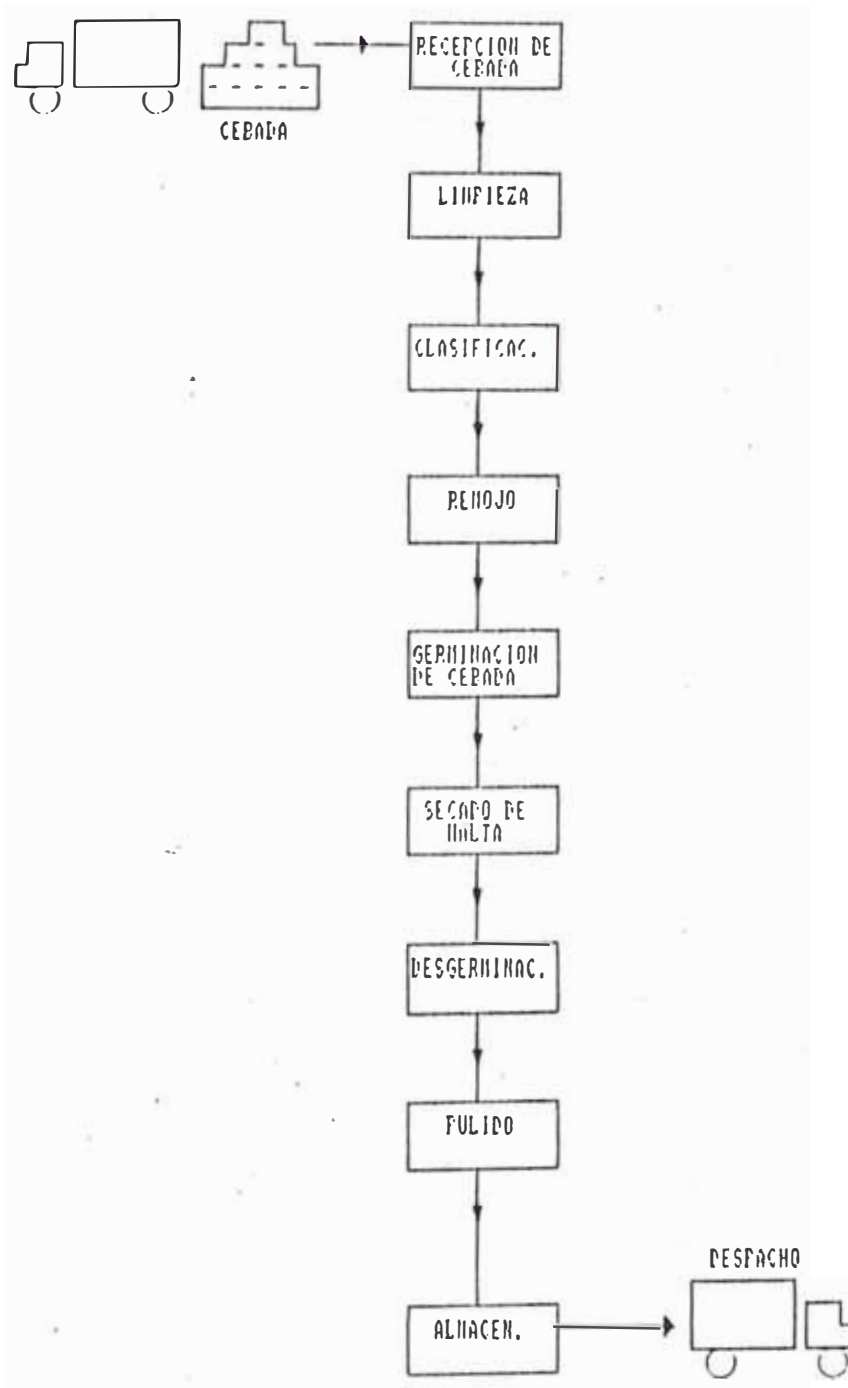 RECEPCION DE
CEBADA
CEBADA
LIMPIEZA
CLASIFICAC.
REMOJO
GERMINACION
DE CEBADA
SECADO DE
MALTA
DESGERMINAC.
PULIDO
DESPACHO
ALMACEN.